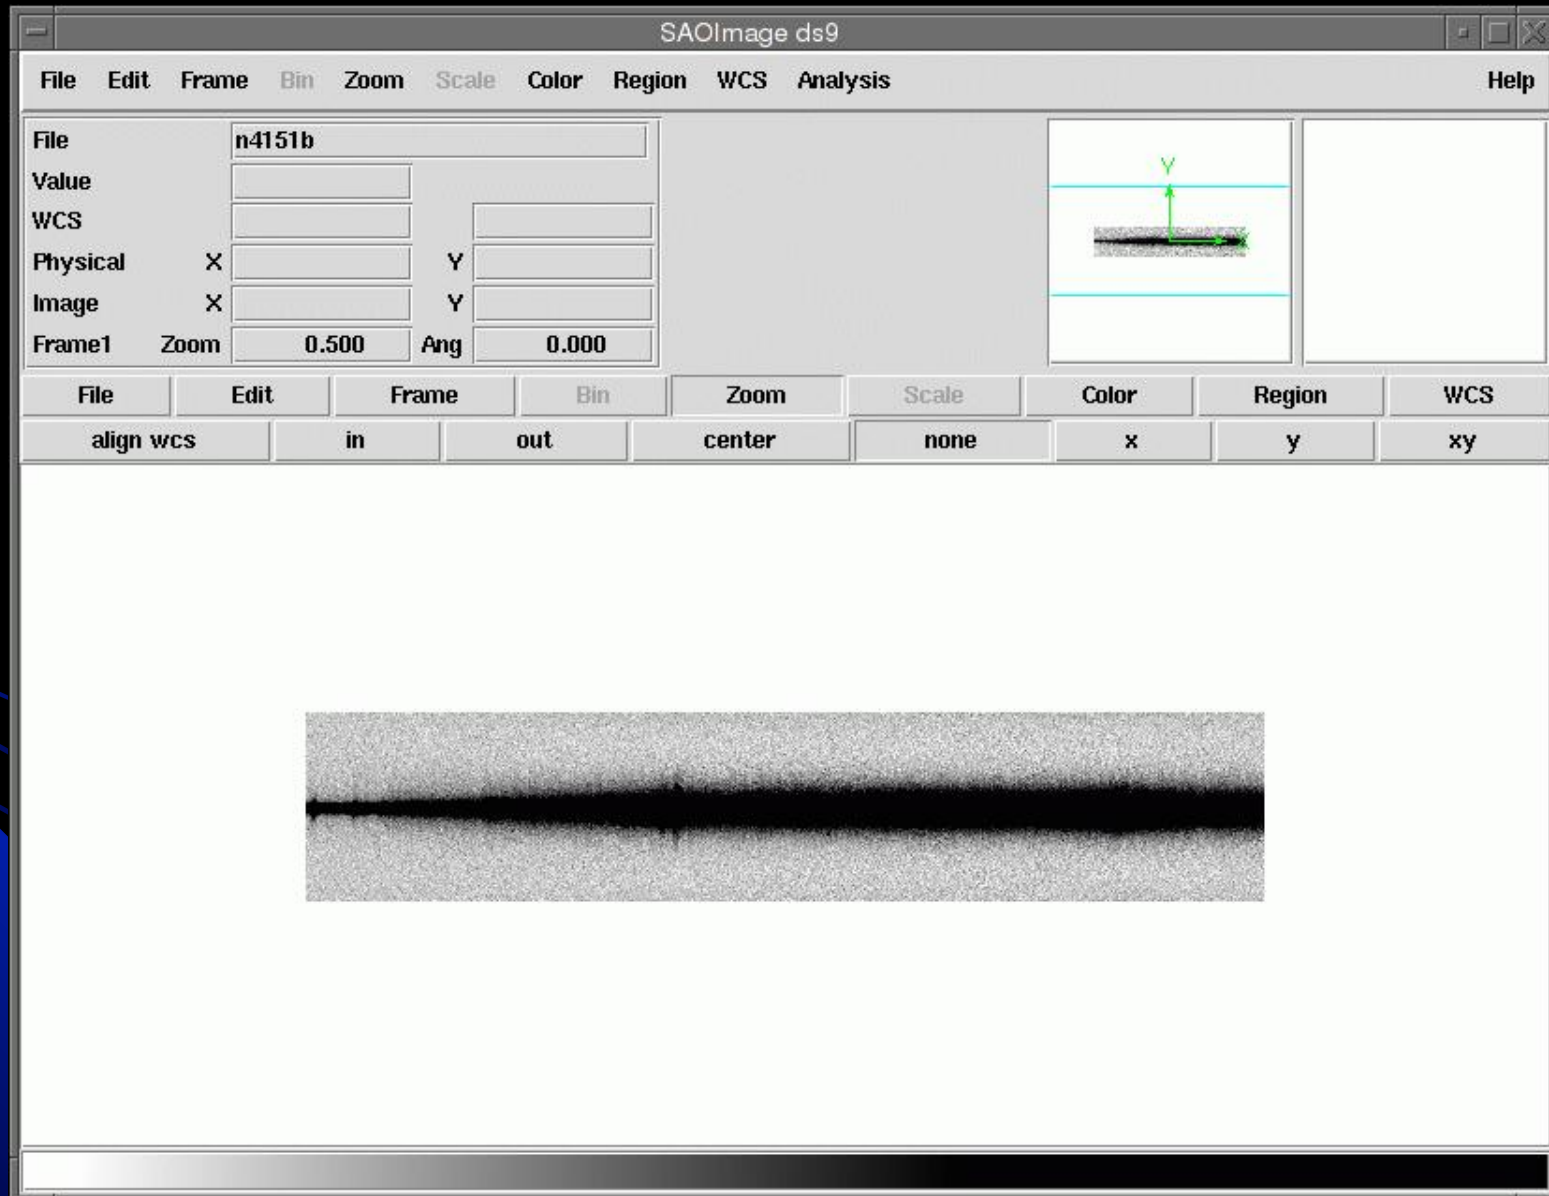 SAOImage ds9
File Edit Frame Bin Zoom Scale Color Region WCS Analysis Help
File n4151b
Value
WCS
Physical X Y
Image X Y
Frame1 Zoom 0.500 Ang 0.000
Y
X
File Edit Frame Bin Zoom Scale Color Region WCS
align wcs in out center none x y xy